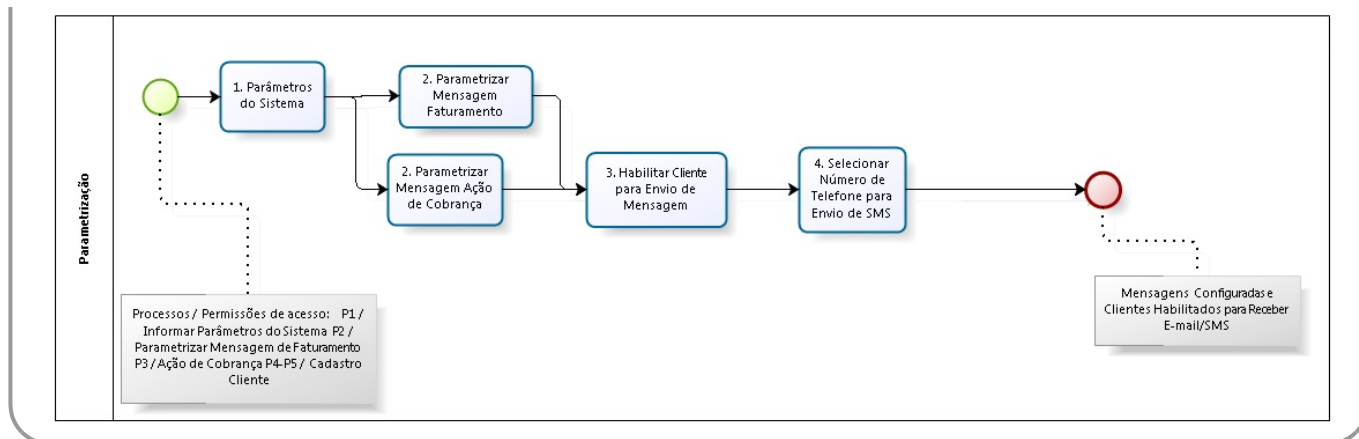 Parametrização
1. Parâmetros
do Sistema
2. Parametrizar
Mensagem
Faturamento
2. Parametrizar
Mensagem Ação
de Cobrança
3. Habilitar Cliente
para Envio de
Mensagem
4. Selecionar
Número de
Telefone para
Envio de SMS
Processos / Permissões de acesso: P1 /
Informar Parâmetros do Sistema P2 /
Parametrizar Mensagem de Faturamento
P3 / Ação de Cobrança P4-P5 / Cadastro
Cliente
Mensagens Configuradas e
Clientes Habilitados para Receber
E-mail/SMS